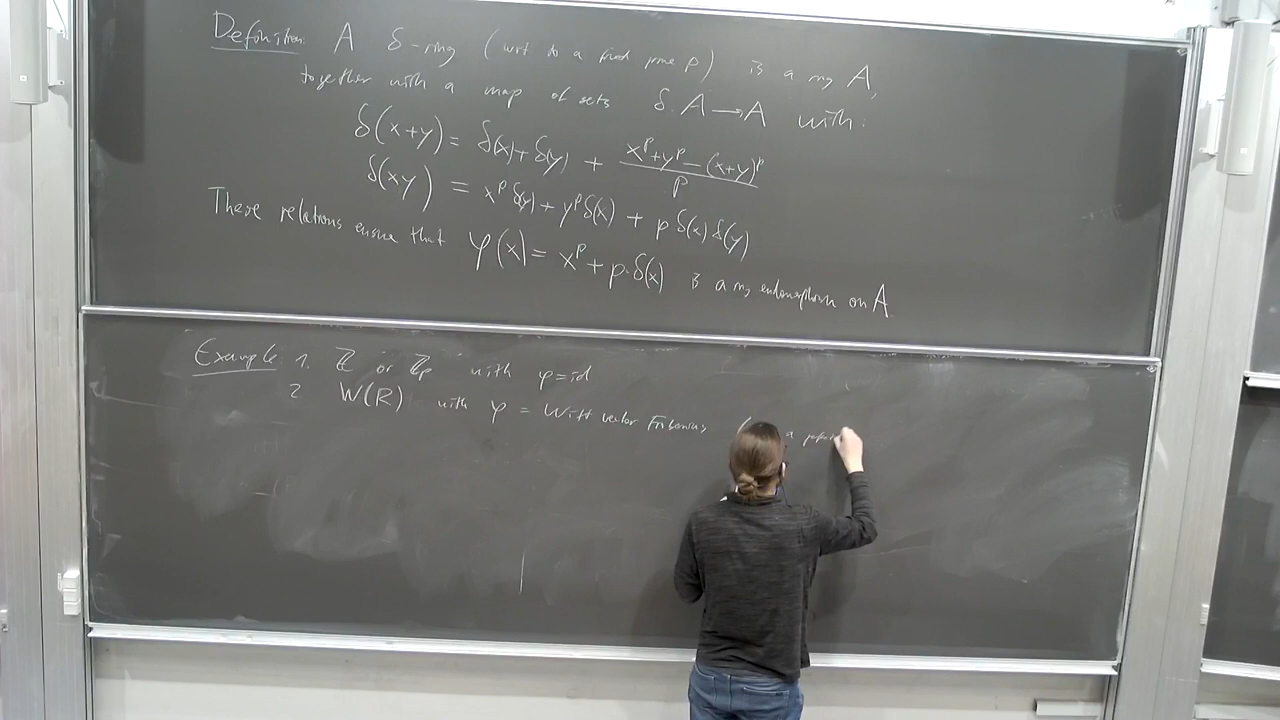 Definition: A δ-ring (wrt to a fixed prime p) is a ring A,
together with a map of sets δ: A → A with:
δ(x+y) = δ(x) + δ(y) + (x^p + y^p − (x+y)^p)/p
δ(xy) = x^p δ(y) + y^p δ(x) + p δ(x) δ(y)
These relations ensure that φ(x) = x^p + p·δ(x) is a ring endomorphism on A
Example 1. ℤ or ℤ_p with φ=id
2 W(R) with φ = Witt vector Frobenius, ( a